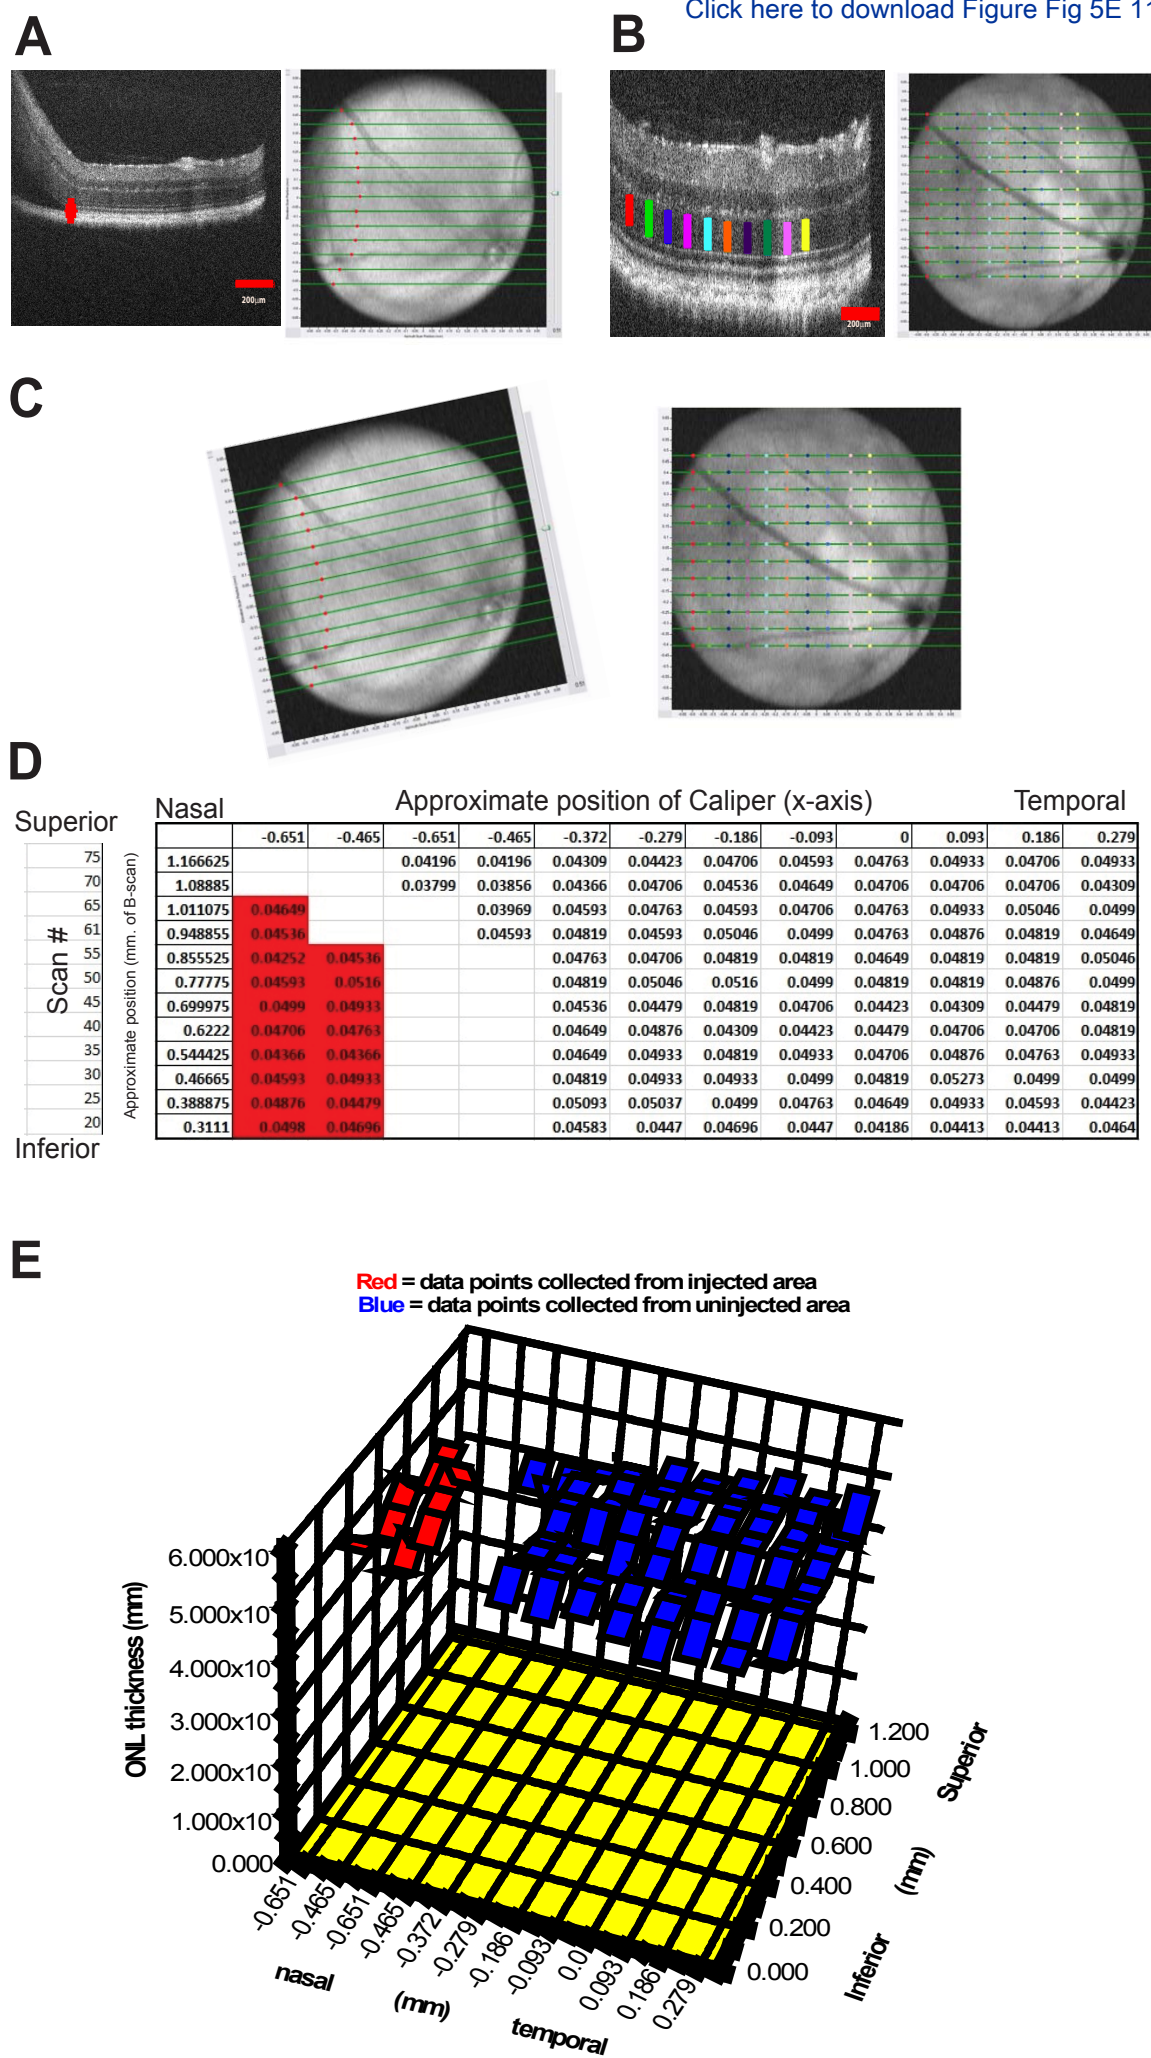 Click here to download Figure Fig 5E 11
A
B
200µm
200µm
C
D
Superior
Nasal
Approximate position of Caliper (x-axis)
Temporal
Scan #
Approximate position (mm. of B-scan)
-0.651 -0.465 -0.651 -0.465 -0.372 -0.279 -0.186 -0.093 0 0.093 0.186 0.279
75 1.166625 0.04196 0.04196 0.04309 0.04423 0.04706 0.04593 0.04763 0.04933 0.04706 0.04933
70 1.08885 0.03799 0.03856 0.04366 0.04706 0.04536 0.04649 0.04706 0.04706 0.04706 0.04309
65 1.011075 0.04649 0.03969 0.04593 0.04763 0.04593 0.04706 0.04763 0.04933 0.05046 0.0499
61 0.948855 0.04536 0.04593 0.04819 0.04593 0.05046 0.0499 0.04763 0.04876 0.04819 0.04649
55 0.855525 0.04252 0.04536 0.04763 0.04706 0.04819 0.04819 0.04649 0.04819 0.04819 0.05046
50 0.77775 0.04593 0.0516 0.04819 0.05046 0.0516 0.0499 0.04819 0.04819 0.04876 0.0499
45 0.699975 0.0499 0.04933 0.04536 0.04479 0.04819 0.04706 0.04423 0.04309 0.04479 0.04819
40 0.6222 0.04706 0.04763 0.04649 0.04876 0.04309 0.04423 0.04479 0.04706 0.04706 0.04819
35 0.544425 0.04366 0.04366 0.04649 0.04933 0.04819 0.04933 0.04706 0.04876 0.04763 0.04933
30 0.46665 0.04593 0.04933 0.04819 0.04933 0.04933 0.0499 0.04819 0.05273 0.0499 0.0499
25 0.388875 0.04876 0.04479 0.05093 0.05037 0.0499 0.04763 0.04649 0.04933 0.04593 0.04423
20 0.3111 0.0498 0.04696 0.04583 0.0447 0.04696 0.0447 0.04186 0.04413 0.04413 0.0464
Inferior
E
Red = data points collected from injected area
Blue = data points collected from uninjected area
ONL thickness (mm)
6.000x10
5.000x10
4.000x10
3.000x10
2.000x10
1.000x10
0.000
-0.651
-0.465
-0.651
-0.465
-0.372
-0.279
-0.186
-0.093
0.0
0.093
0.186
0.279
nasal
(mm)
temporal
1.200
1.000
0.800
0.600
0.400
0.200
0.000
Superior
(mm)
Inferior